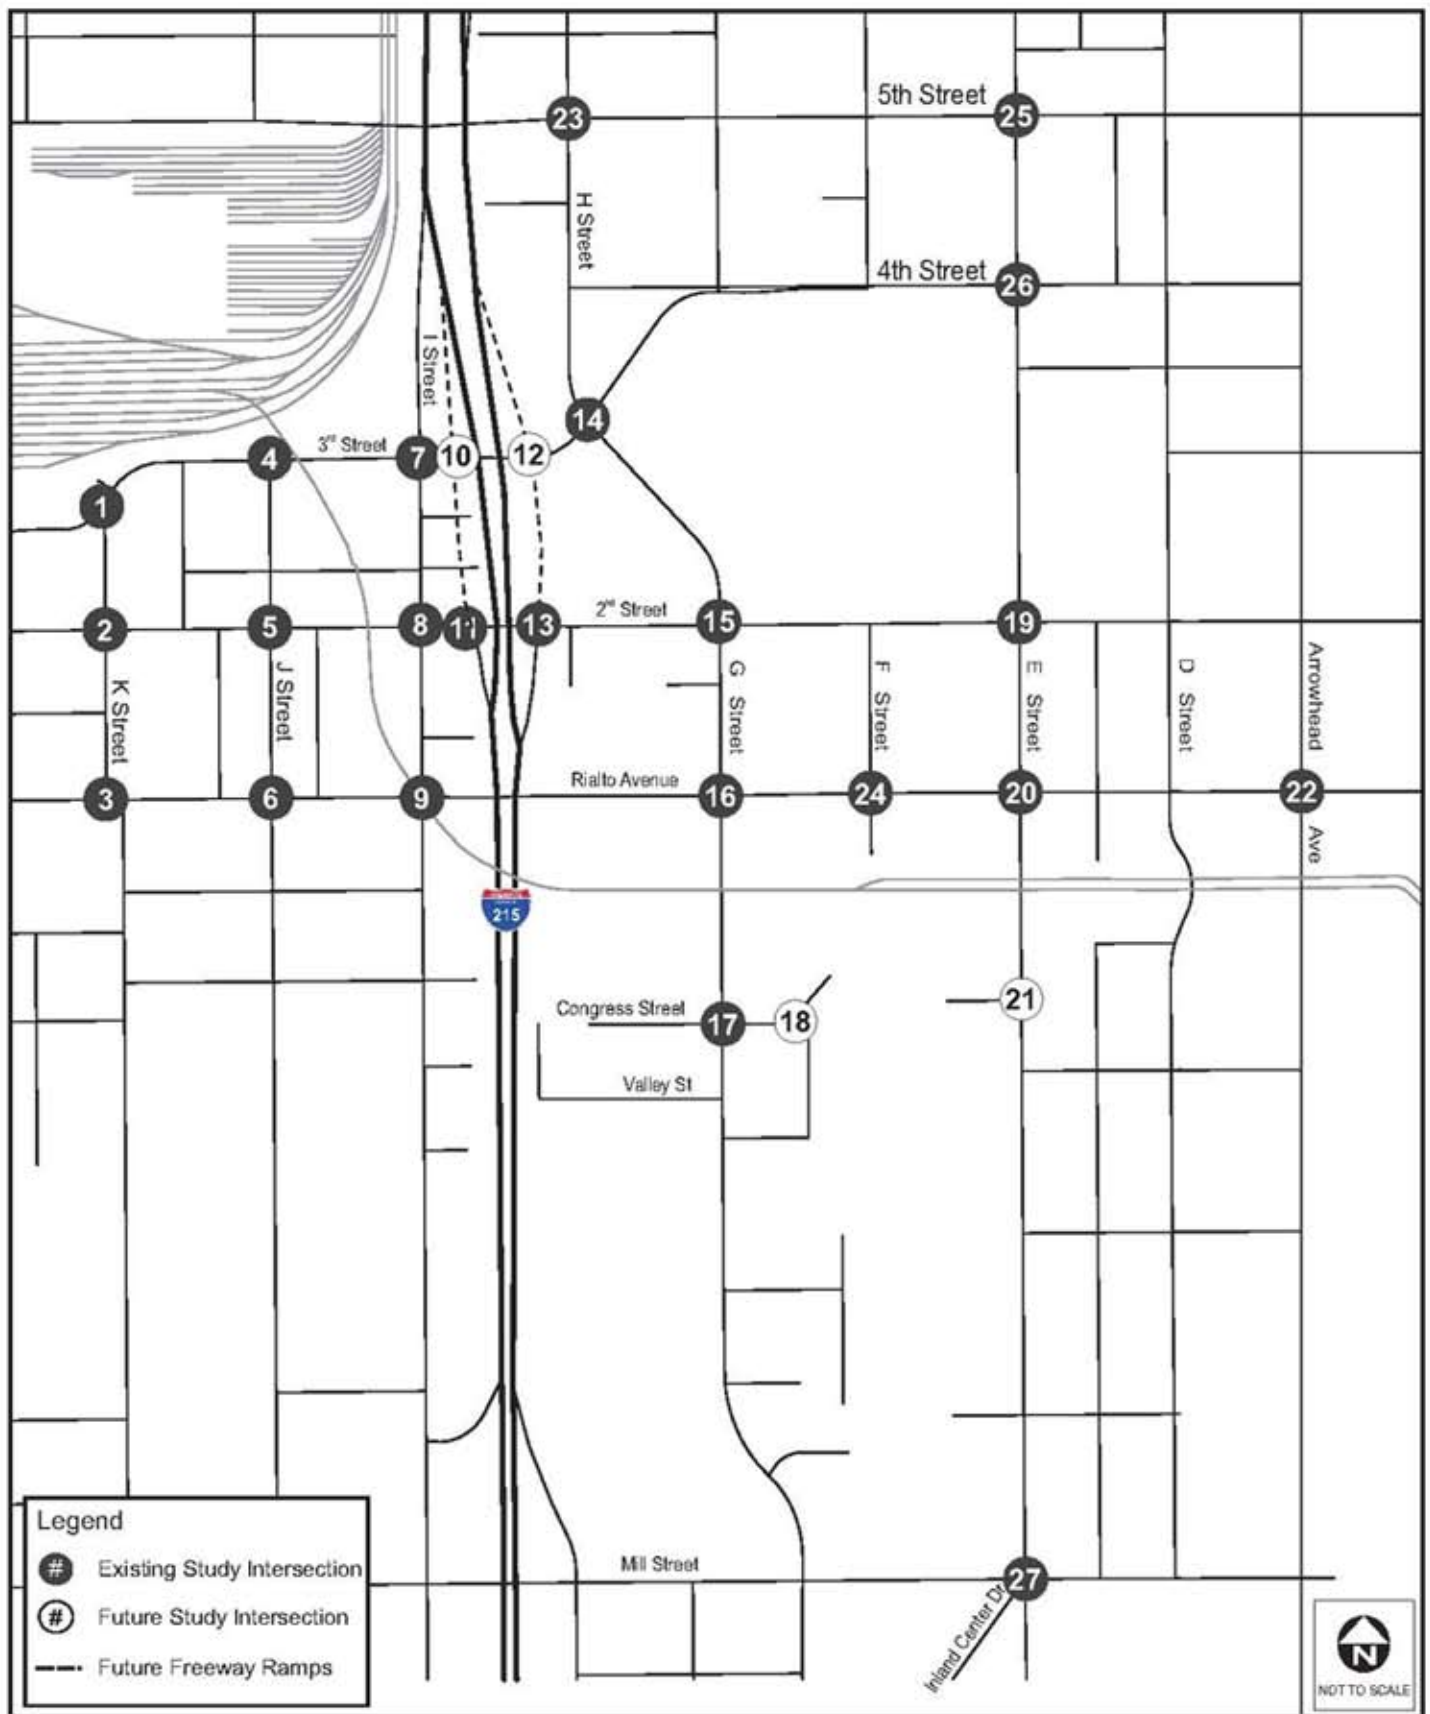 5th Street
23
25
H Street
4th Street
26
I Street
14
3rd Street
4
7
10
12
1
2nd Street
2
5
8
11
13
15
19
K Street
J Street
G Street
F Street
E Street
D Street
Arrowhead Ave
Rialto Avenue
3
6
9
16
24
20
22
215
Congress Street
17
18
21
Valley St
Mill Street
27
Inland Center Dr
Legend
# Existing Study Intersection
# Future Study Intersection
Future Freeway Ramps
N
NOT TO SCALE